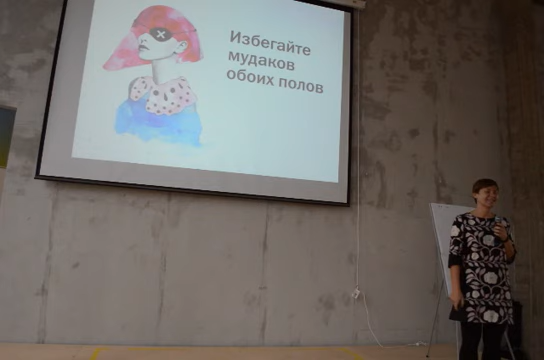 Избегайте
мудаков
обоих полов